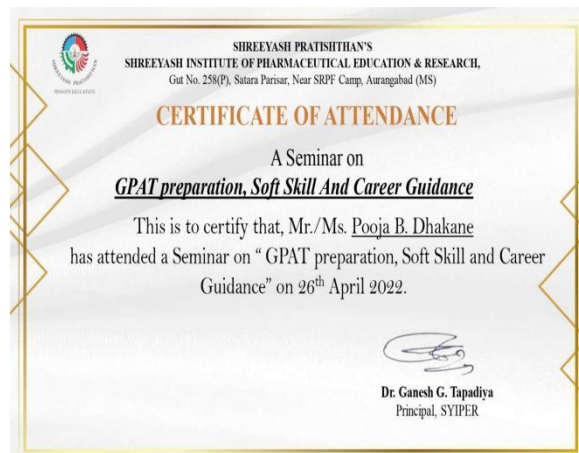 SHREEYASH PRATISHTHAN'S
SHREEYASH INSTITUTE OF PHARMACEUTICAL EDUCATION & RESEARCH,
Gut No. 258(P), Satara Parisar, Near SRPF Camp, Aurangabad (MS)
CERTIFICATE OF ATTENDANCE
A Seminar on
GPAT preparation, Soft Skill And Career Guidance
This is to certify that, Mr./Ms. Pooja B. Dhakane
has attended a Seminar on “ GPAT preparation, Soft Skill and Career
Guidance” on 26th April 2022.
Dr. Ganesh G. Tapadiya
Principal, SYIPER